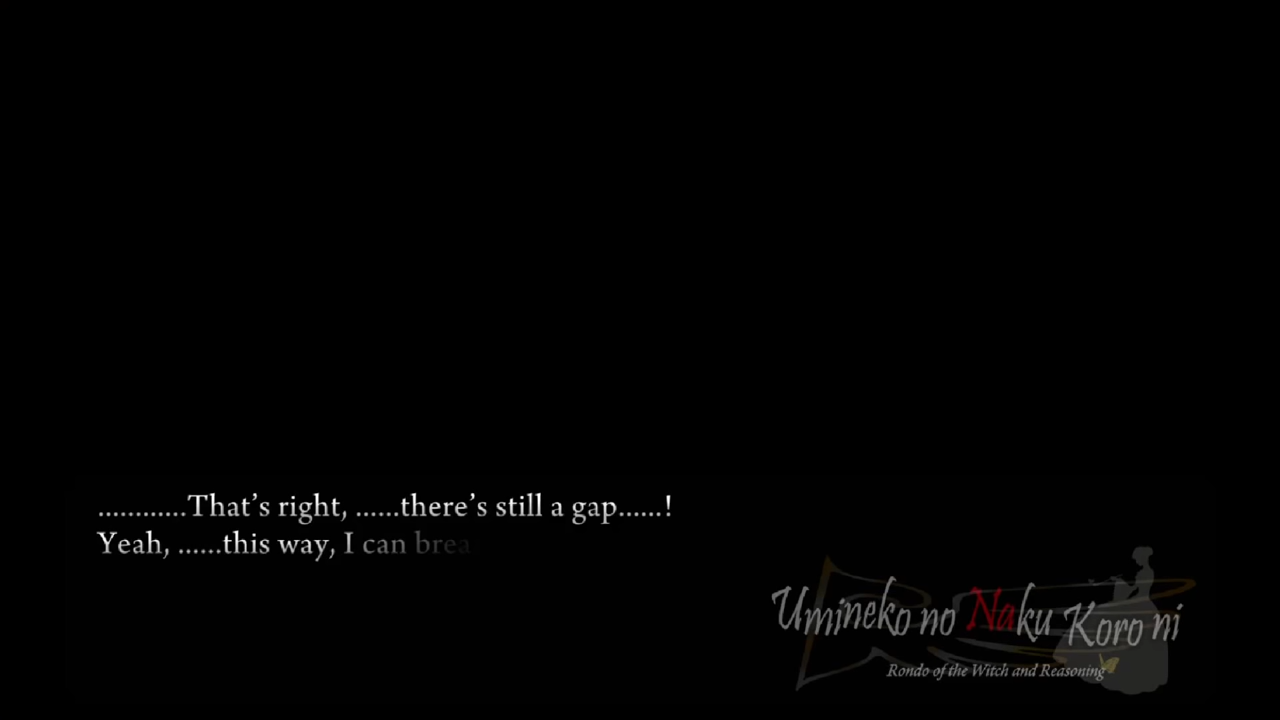 ............That’s right, ......there’s still a gap......!
Yeah, ......this way, I can brea
Umineko no Naku Koro ni
Rondo of the Witch and Reasoning